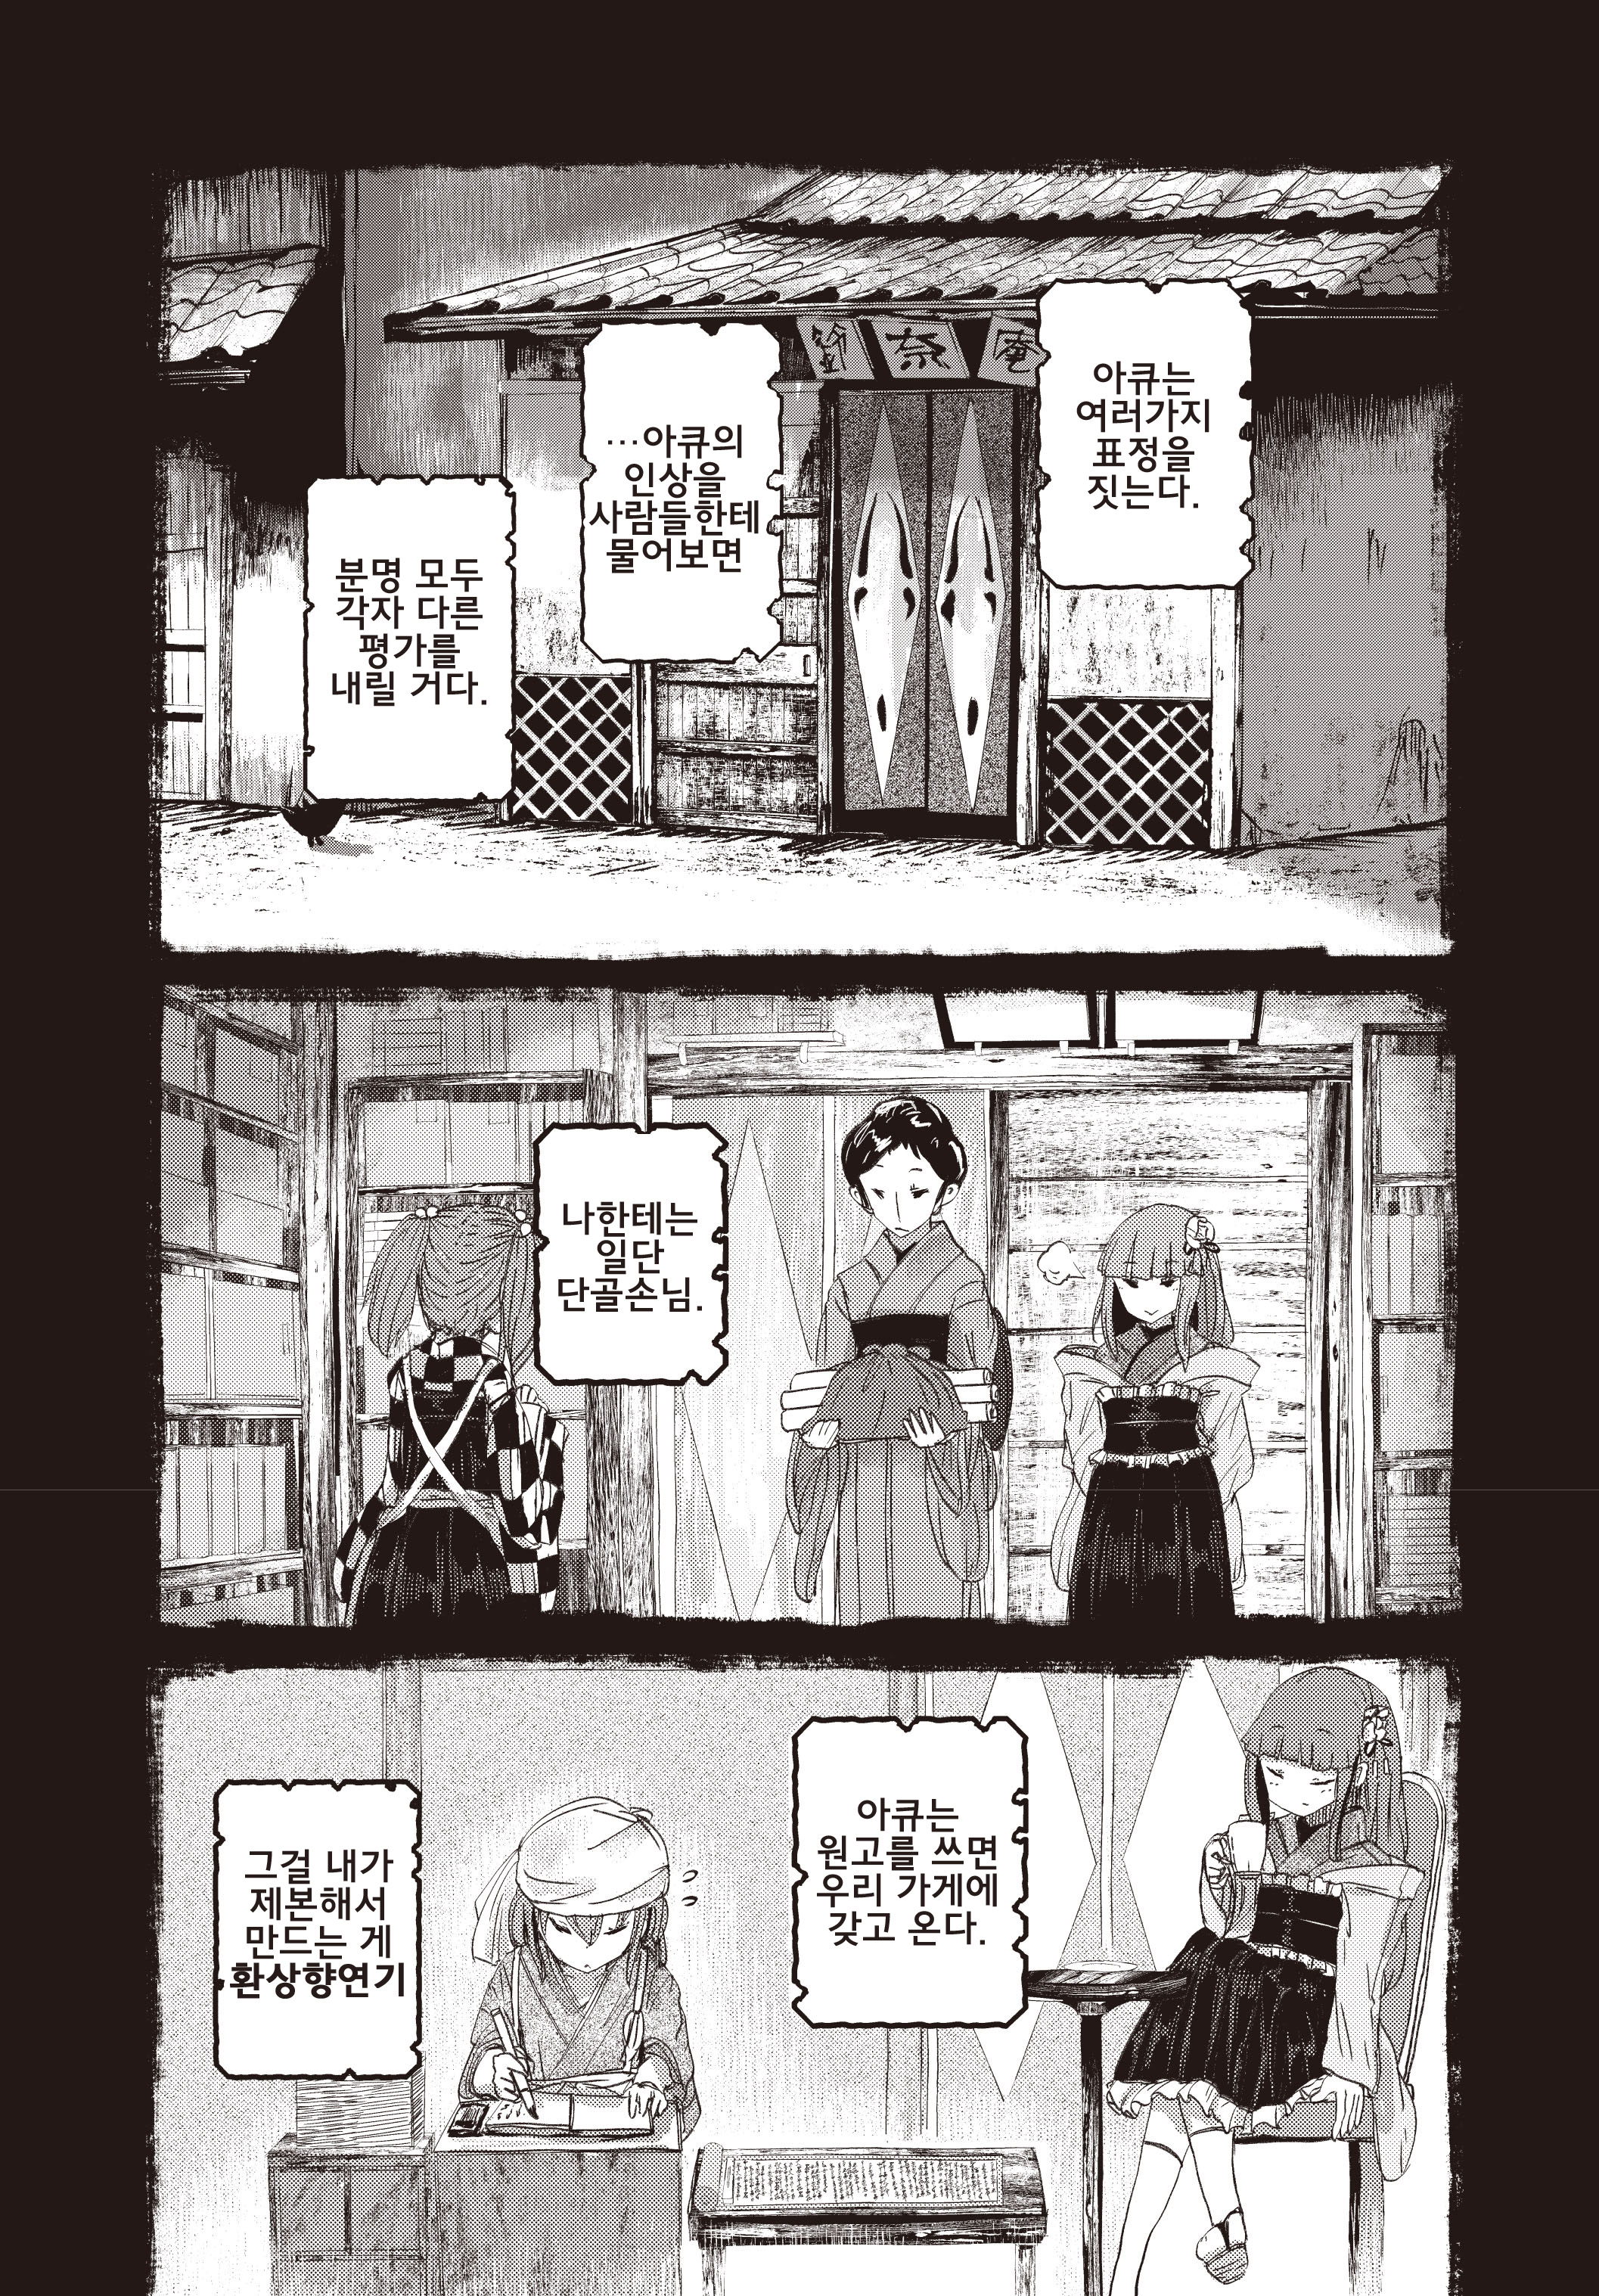 鈴奈庵
아큐는
여러가지
표정을
짓는다.
…아큐의
인상을
사람들한테
물어보면
분명 모두
각자 다른
평가를
내릴 거다.
나한테는
일단
단골손님.
아큐는
원고를 쓰면
우리 가게에
갖고 온다.
그걸 내가
제본해서
만드는 게
환상향연기